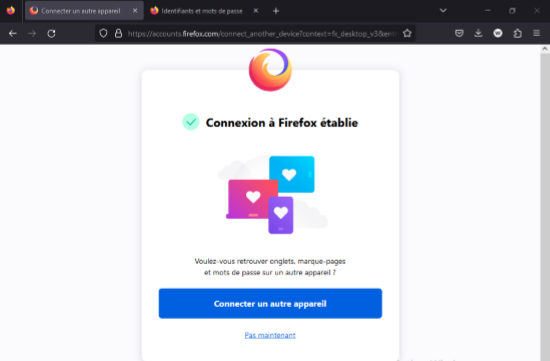 Connecter un autre appareil
Identifiants et mots de passe
https://accounts.firefox.com/connect_another_device?context=fx_desktop_v3&ent
Connexion à Firefox établie
Voulez-vous retrouver onglets, marque-pages
et mots de passe sur un autre appareil ?
Connecter un autre appareil
Pas maintenant